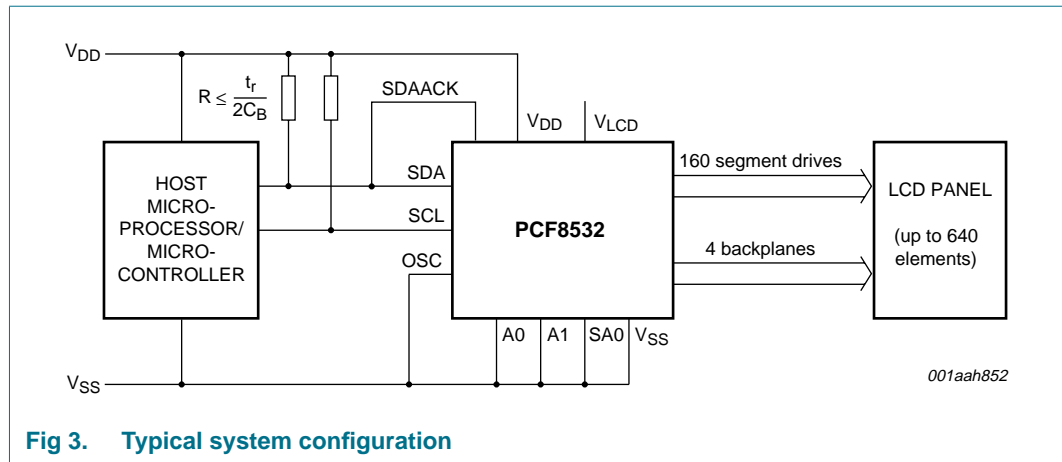 VDD
R ≤ tr
2CB
SDAACK
VDD
VLCD
HOST
MICRO-
PROCESSOR/
MICRO-
CONTROLLER
SDA
SCL
OSC
PCF8532
160 segment drives
4 backplanes
LCD PANEL
(up to 640
elements)
A0
A1
SA0
VSS
VSS
001aah852
Fig 3. Typical system configuration